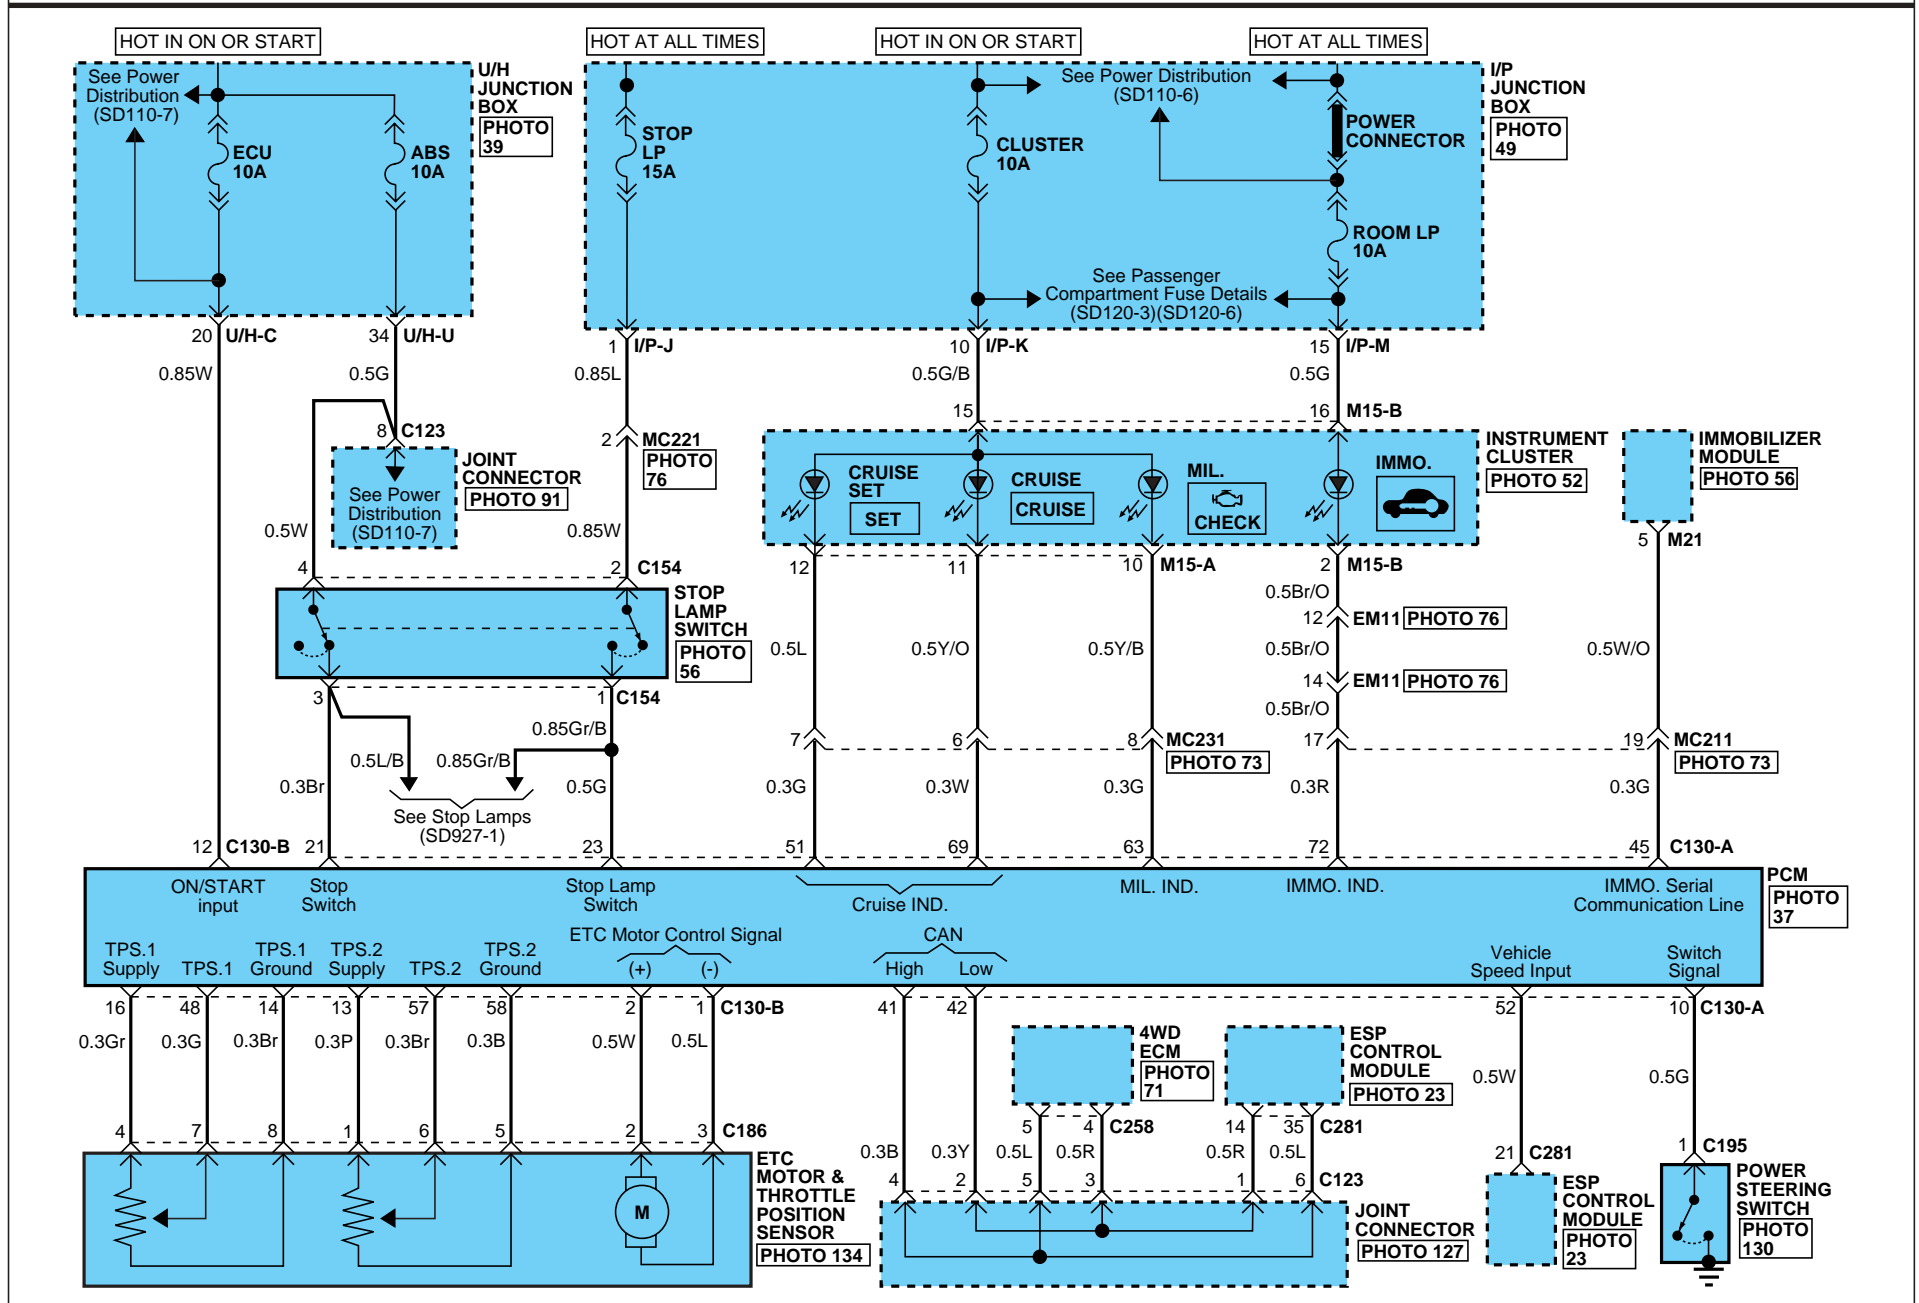 HOT IN ON OR START
HOT AT ALL TIMES
HOT IN ON OR START
HOT AT ALL TIMES
See Power
Distribution
(SD110-7)
ECU
10A
ABS
10A
U/H
JUNCTION
BOX
PHOTO
39
STOP
LP
15A
CLUSTER
10A
See Power Distribution
(SD110-6)
POWER
CONNECTOR
ROOM LP
10A
See Passenger
Compartment Fuse Details
(SD120-3)(SD120-6)
I/P
JUNCTION
BOX
PHOTO
49
20 U/H-C
34 U/H-U
1 I/P-J
10 I/P-K
15 I/P-M
0.85W
0.5G
0.85L
0.5G/B
0.5G
8 C123
2 MC221
PHOTO
76
15
16 M15-B
JOINT
CONNECTOR
PHOTO 91
See Power
Distribution
(SD110-7)
0.5W
0.85W
CRUISE
SET
SET
CRUISE
CRUISE
MIL.
CHECK
IMMO.
INSTRUMENT
CLUSTER
PHOTO 52
IMMOBILIZER
MODULE
PHOTO 56
5 M21
4
2 C154
12
11
10 M15-A
2 M15-B
STOP
LAMP
SWITCH
PHOTO
56
0.5Br/O
12 EM11 PHOTO 76
0.5L
0.5Y/O
0.5Y/B
0.5Br/O
0.5W/O
14 EM11 PHOTO 76
0.5Br/O
3
1 C154
0.85Gr/B
0.5L/B
0.85Gr/B
7
6
8 MC231
PHOTO 73
17
19 MC211
PHOTO 73
0.3Br
0.5G
0.3G
0.3W
0.3G
0.3R
0.3G
See Stop Lamps
(SD927-1)
12 C130-B
21
23
51
69
63
72
45 C130-A
ON/START
input
Stop
Switch
Stop Lamp
Switch
Cruise IND.
MIL. IND.
IMMO. IND.
IMMO. Serial
Communication Line
PCM
PHOTO
37
TPS.1
Supply
TPS.1
TPS.1
Ground
TPS.2
Supply
TPS.2
TPS.2
Ground
ETC Motor Control Signal
(+)
(-)
CAN
High
Low
Vehicle
Speed Input
Switch
Signal
16
48
14
13
57
58
2
1 C130-B
41
42
52
10 C130-A
0.3Gr
0.3G
0.3Br
0.3P
0.3Br
0.3B
0.5W
0.5L
4WD
ECM
PHOTO
71
ESP
CONTROL
MODULE
PHOTO 23
0.5W
0.5G
5
4 C258
14
35 C281
4
7
8
1
6
5
2
3 C186
0.3B
0.3Y
0.5L
0.5R
0.5R
0.5L
21 C281
1 C195
4
2
5
3
1
6 C123
M
ETC
MOTOR &
THROTTLE
POSITION
SENSOR
PHOTO 134
JOINT
CONNECTOR
PHOTO 127
ESP
CONTROL
MODULE
PHOTO
23
POWER
STEERING
SWITCH
PHOTO
130